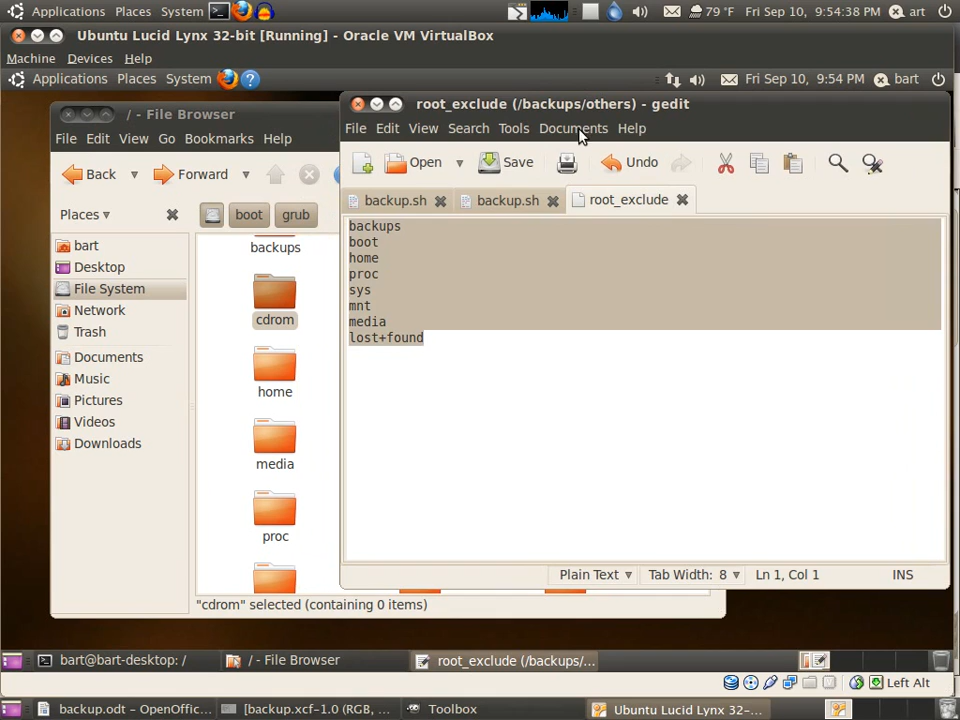 Applications Places System 79 °F Fri Sep 10, 9:54:38 PM art
Ubuntu Lucid Lynx 32-bit [Running] - Oracle VM VirtualBox
Machine Devices Help
Applications Places System ? Fri Sep 10, 9:54 PM bart
/ - File Browser
File Edit View Go Bookmarks Help
Back Forward
Places
boot grub
bart
Desktop
File System
Network
Trash
Documents
Music
Pictures
Videos
Downloads
backups
cdrom
home
media
proc
"cdrom" selected (containing 0 items)
root_exclude (/backups/others) - gedit
File Edit View Search Tools Documents Help
Open Save Undo
backup.sh backup.sh root_exclude
backups
boot
home
proc
sys
mnt
media
lost+found
Plain Text Tab Width: 8 Ln 1, Col 1 INS
bart@bart-desktop: / / - File Browser root_exclude (/backups/...
Left Alt
backup.odt - OpenOffic... [backup.xcf-1.0 (RGB, ... Toolbox Ubuntu Lucid Lynx 32-...